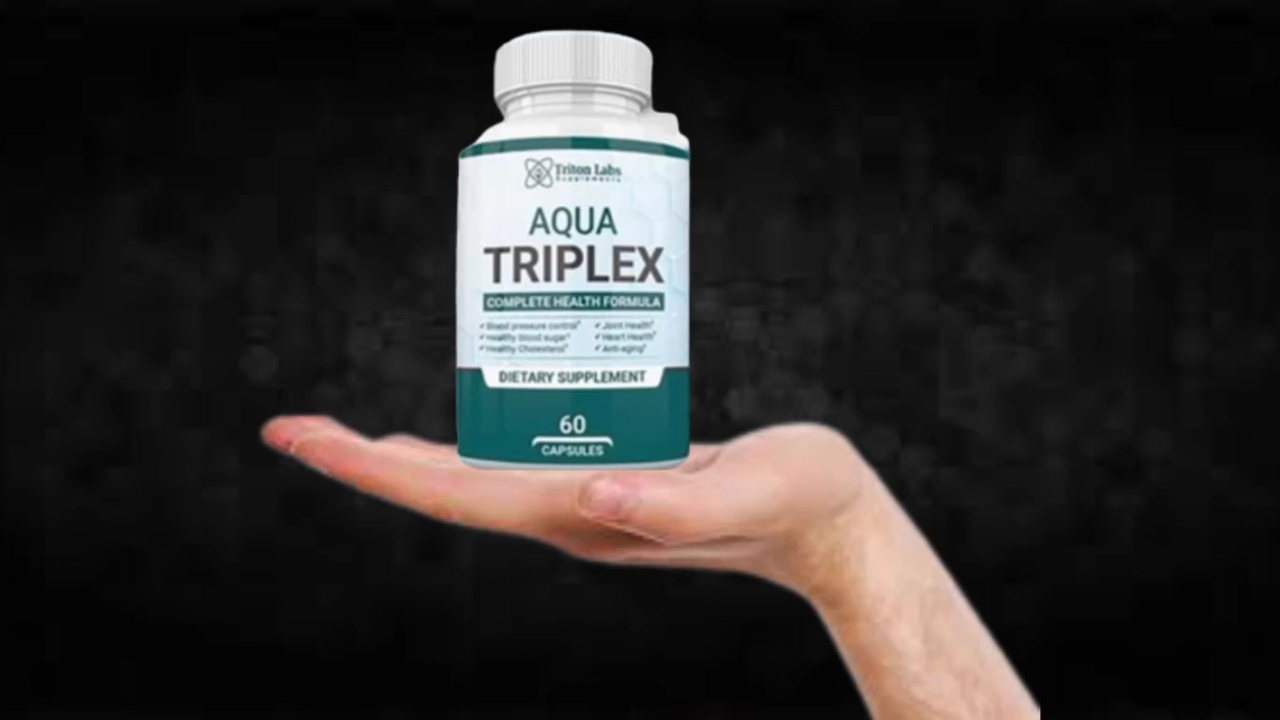 Triton Labs
Supplements
AQUA
TRIPLEX
COMPLETE HEALTH FORMULA
✓ Blood pressure control*
✓ Healthy blood sugar*
✓ Healthy Cholesterol*
✓ Joint Health*
✓ Heart Health*
✓ Anti-aging*
DIETARY SUPPLEMENT
60
CAPSULES